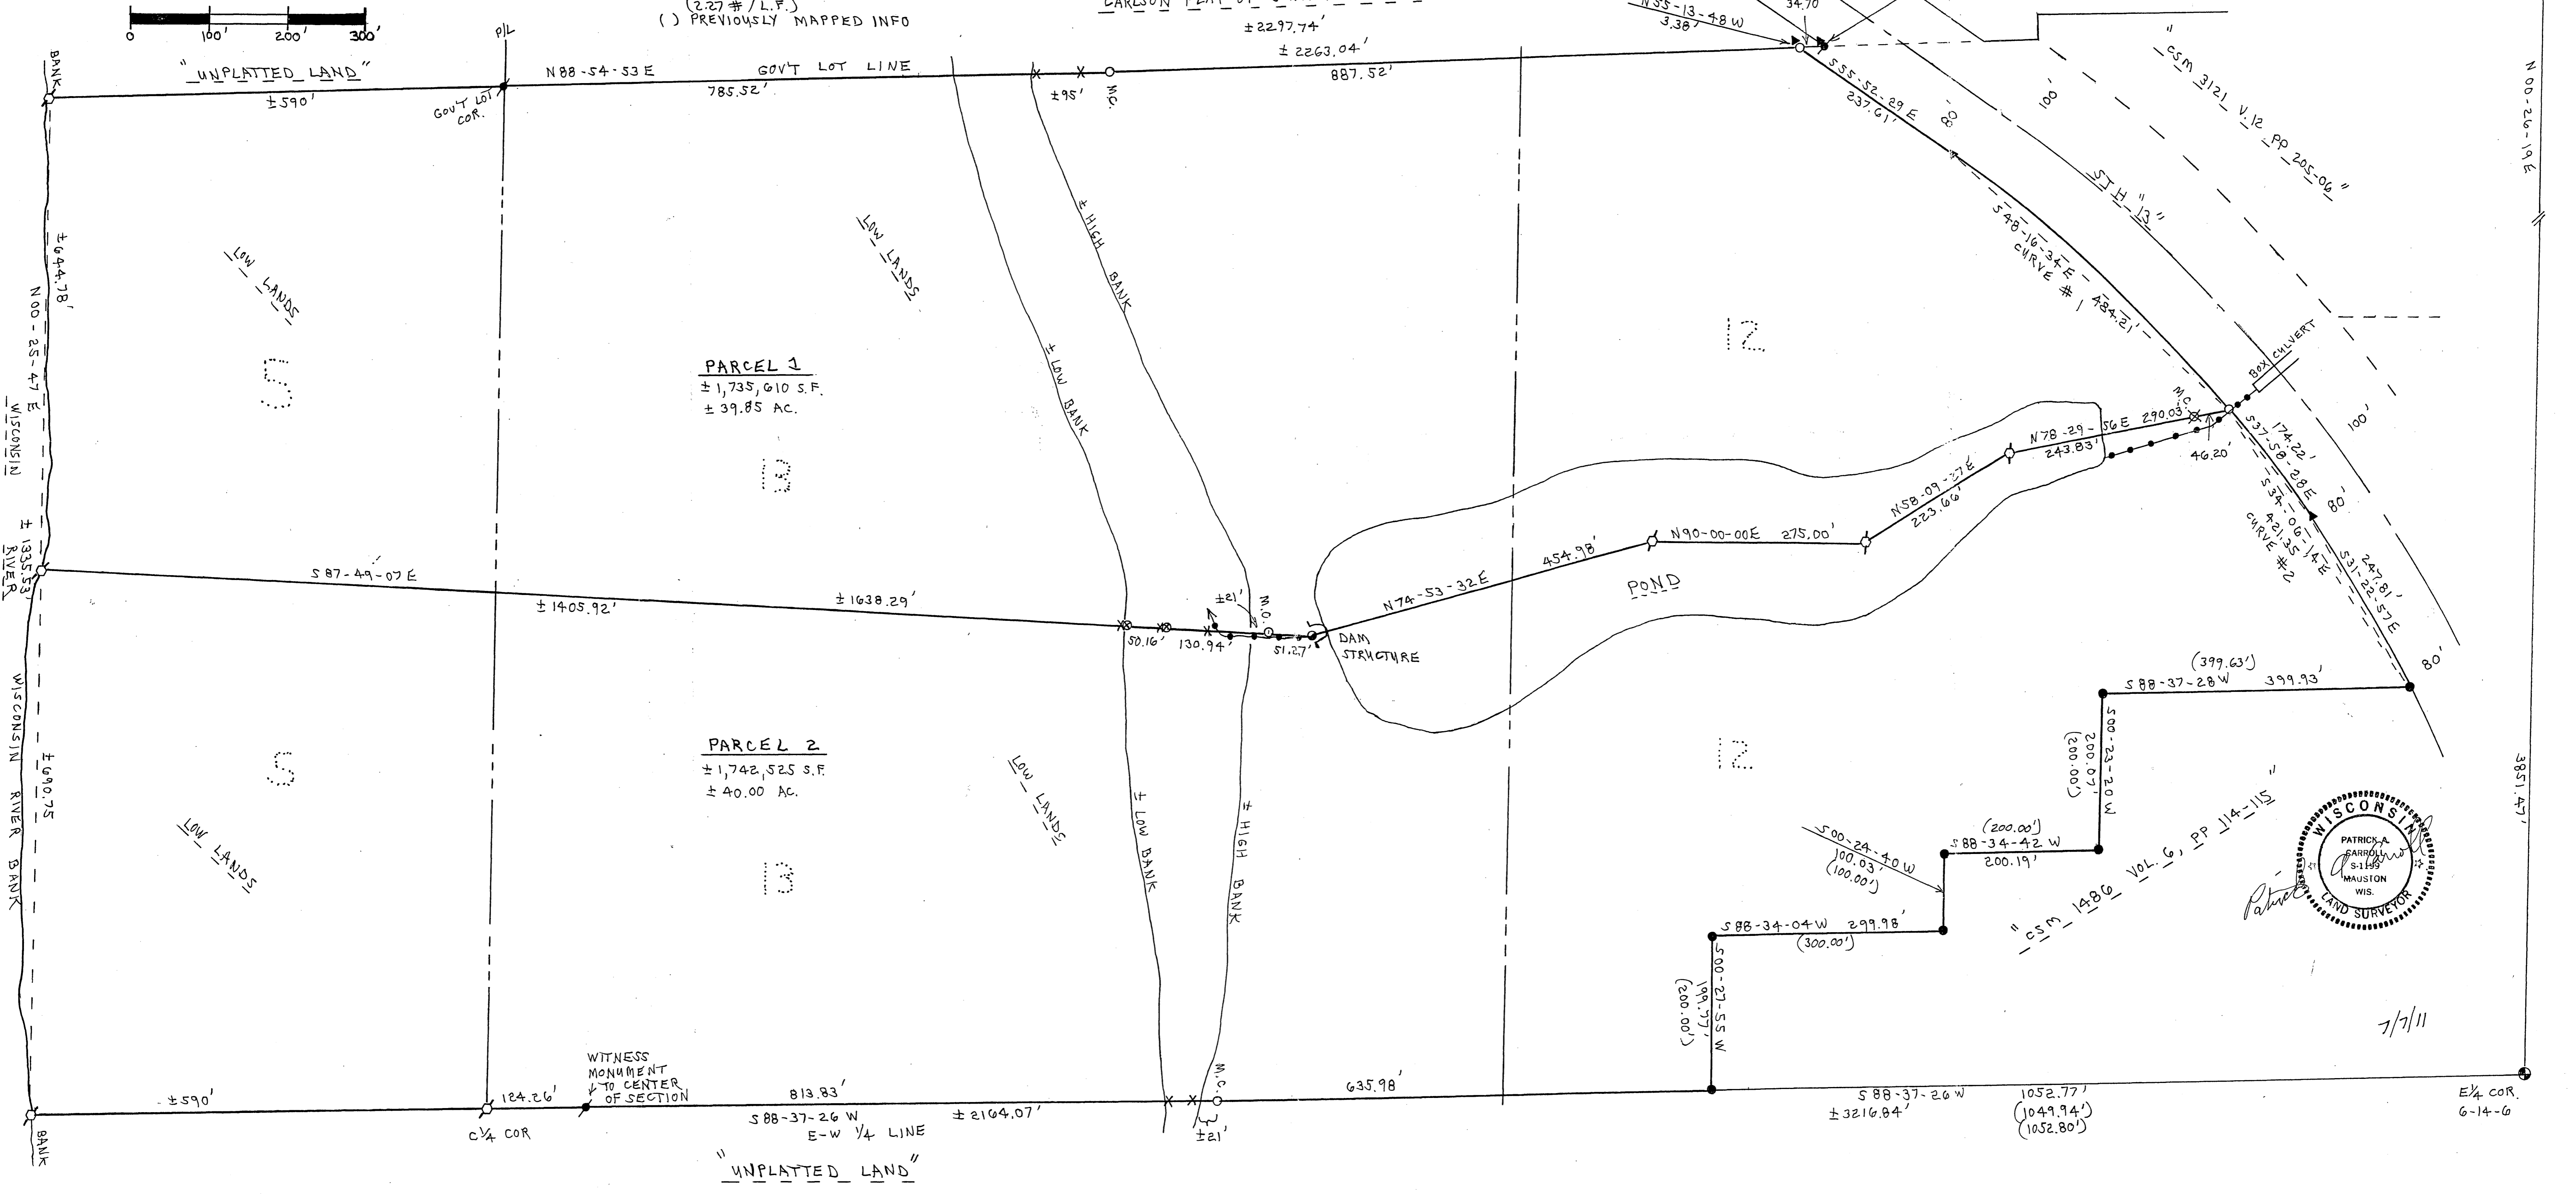 (2.27 # / L.F.)
( ) PREVIOUSLY MAPPED INFO
0 100' 200' 300'
±2297.74'
± 2263.04'
887.52'
N55-13-48 W
3.38'
34.70
P/L
BANK
"UNPLATTED LAND"
±590'
GOV'T LOT
COR.
N88-54-53 E
GOV'T LOT LINE
785.52'
±95'
M.C.
S55-52-29 E
237.61'
80'
100'
"CSM 3121 V.12 PP 205-06"
N 00-26-19 E
STH "13"
S48-16-34 E 484.21'
CURVE # 1
BOX CULVERT
100'
LOW LANDS
LOW LANDS
± HIGH BANK
± LOW BANK
±644.78'
N 00-25-47 E
± 1335.53'
WISCONSIN RIVER
5
PARCEL 1
± 1,735,610 S.F.
± 39.85 AC.
13
12
M.C.
N78-29-56E 290.03'
243.83'
46.20'
N58-09-27E
223.66'
N90-00-00E 275.00'
N74-53-32E 454.98'
POND
DAM
STRUCTURE
174.22'
S37-58-28E
S34-06-14E
421.35'
CURVE #2
80'
247.81'
S31-22-57E
80'
S87-49-07 E
± 1405.92'
± 1638.29'
50.16'
130.94'
±21'
M.C.
51.27'
(399.63')
S88-37-28 W 399.93'
S00-23-20 W
200.07'
(200.00')
(200.00')
S88-34-42 W
200.19'
S00-24-40 W
100.03'
(100.00')
S88-34-04 W 299.98'
(300.00')
S00-27-55 W
199.77'
(200.00')
"CSM 1486 VOL. 6, PP 114-115"
3851.47'
WISCONSIN
PATRICK A.
CARROLL
S-1199
MAUSTON
WIS.
LAND SURVEYOR
7/7/11
±690.75
WISCONSIN RIVER BANK
5
LOW LANDS
PARCEL 2
± 1,742,525 S.F.
± 40.00 AC.
13
LOW LANDS
± LOW BANK
± HIGH BANK
12
WITNESS
MONUMENT
TO CENTER
OF SECTION
±590'
124.26'
813.83'
M.C.
635.98'
S 88-37-26 W ± 2164.07'
E-W 1/4 LINE
C 1/4 COR
±21'
S 88-37-26 W 1052.77'
± 3216.84' (1049.94')
(1052.80')
E 1/4 COR.
6-14-6
BANK
"UNPLATTED LAND"